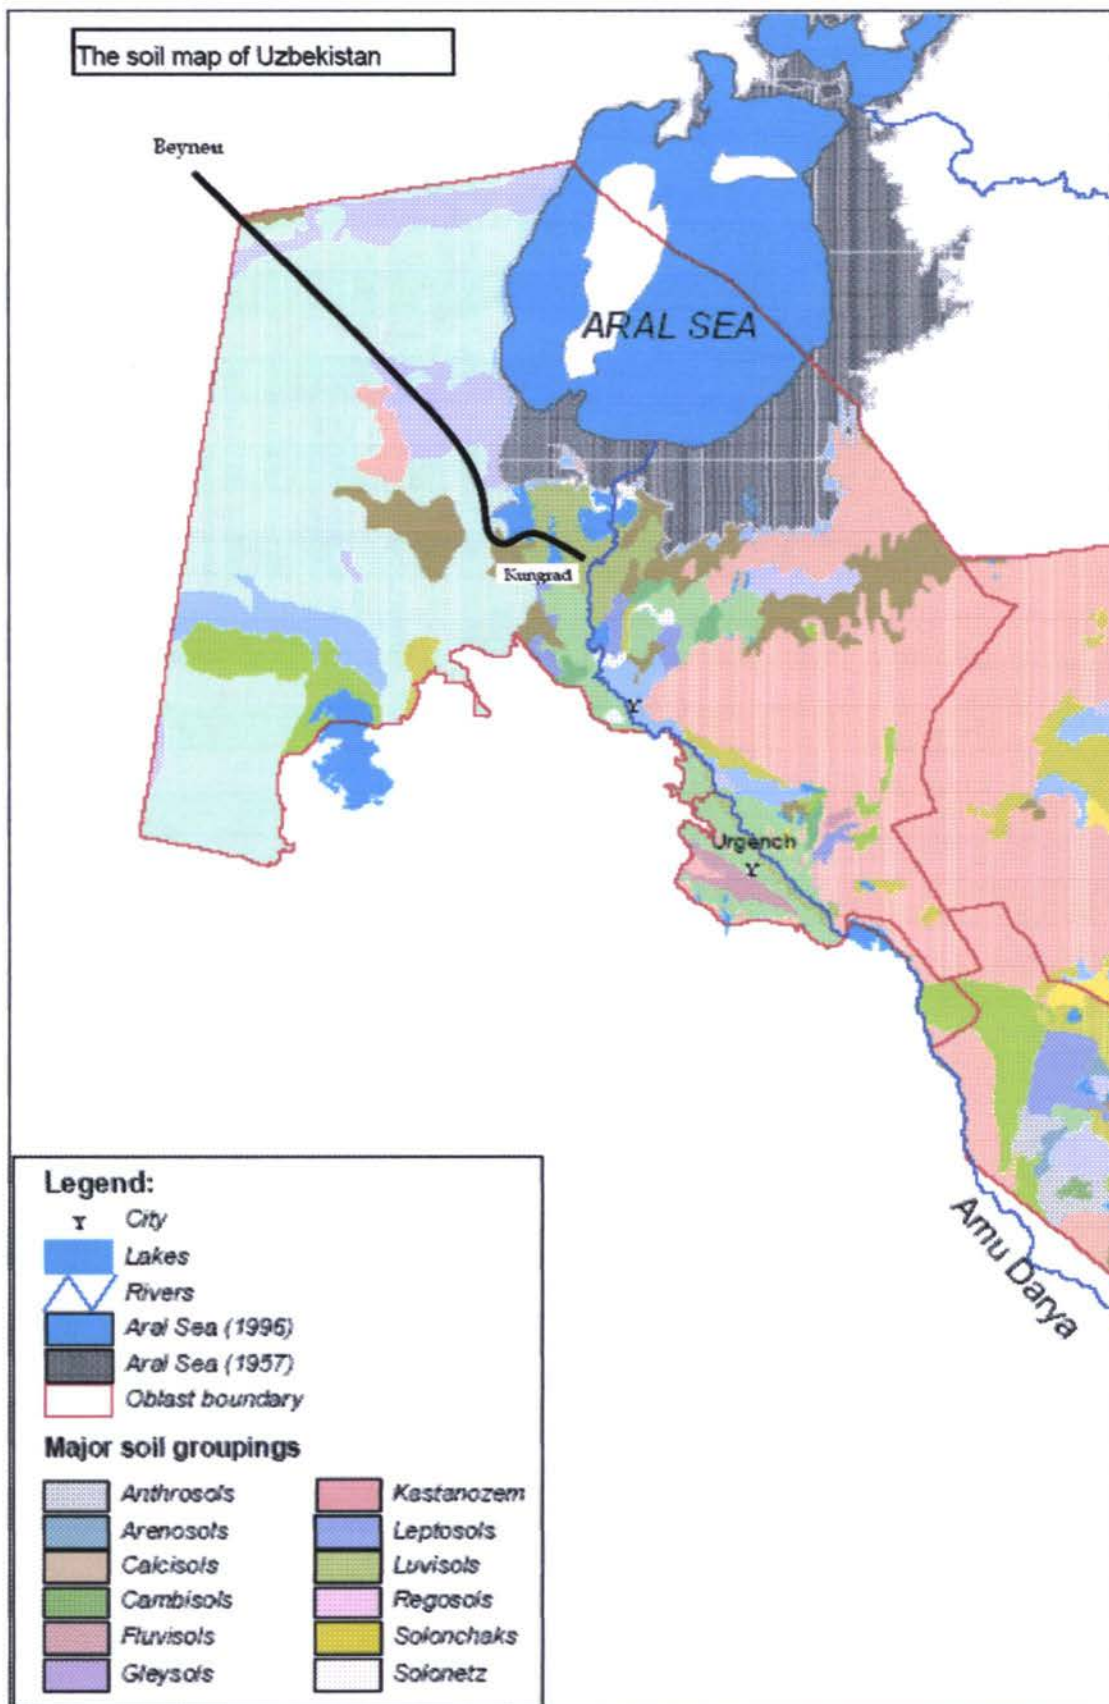 The soil map of Uzbekistan
Beyneu
ARAL SEA
Kungrad
Urgench
Amu Darya
Legend:
City
Lakes
Rivers
Aral Sea (1996)
Aral Sea (1957)
Oblast boundary
Major soil groupings
Anthrosols
Arenosols
Calcisols
Cambisols
Fluvisols
Gleysols
Kastanozem
Leptosols
Luvisols
Regosols
Solonchaks
Solonetz